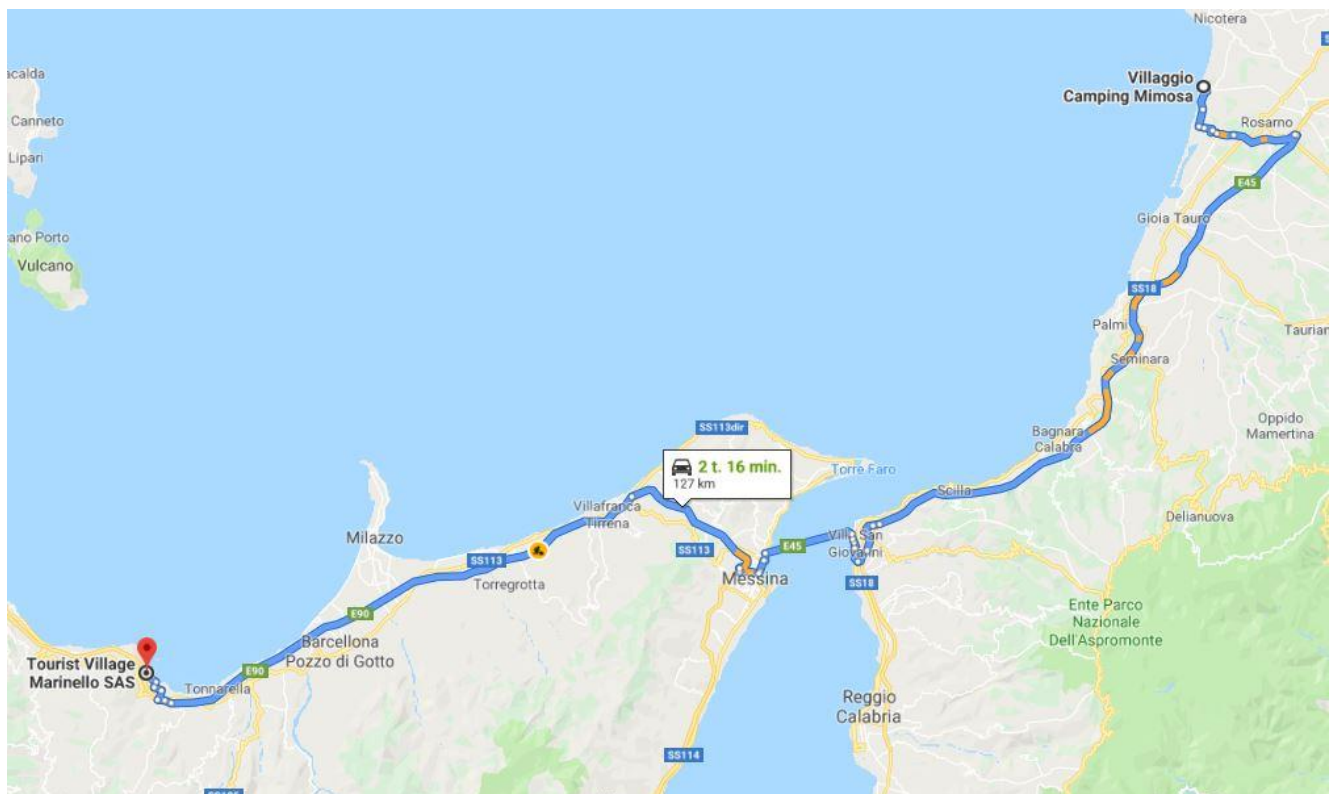 Nicotera
S
Villaggio
Camping Mimosa
acalda
Canneto
Rosarno
Lipari
E45
Gioia Tauro
ano Porto
Vulcano
SS18
Palmi
Taurian
Seminara
SS113dir
Oppido
Mamertina
Bagnara
Calabra
2 t. 16 min.
127 km
Torre Faro
Scilla
Villafranca
Tirrena
Delianuova
Milazzo
Villa San
Giovanni
SS113
SS113
E45
Messina
SS18
Torregrotta
E90
Ente Parco
Nazionale
Dell'Aspromonte
Barcellona
Pozzo di Gotto
Tourist Village
Marinello SAS
E90
Tonnarella
Reggio
Calabria
SS114